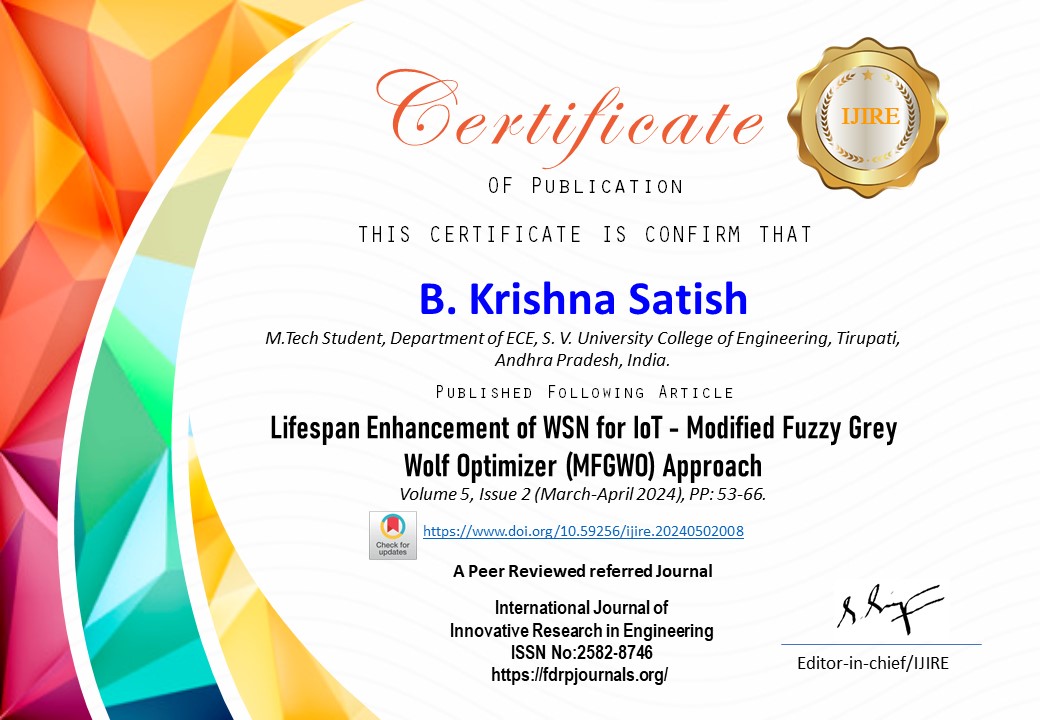 Certificate
IJIRE
OF PUBLICATION
THIS CERTIFICATE IS CONFIRM THAT
B. Krishna Satish
M.Tech Student, Department of ECE, S. V. University College of Engineering, Tirupati,
Andhra Pradesh, India.
PUBLISHED FOLLOWING ARTICLE
Lifespan Enhancement of WSN for IoT - Modified Fuzzy Grey
Wolf Optimizer (MFGWO) Approach
Volume 5, Issue 2 (March-April 2024), PP: 53-66.
Check for
updates
https://www.doi.org/10.59256/ijire.20240502008
A Peer Reviewed referred Journal
International Journal of
Innovative Research in Engineering
ISSN No:2582-8746
https://fdrpjournals.org/
Editor-in-chief/IJIRE